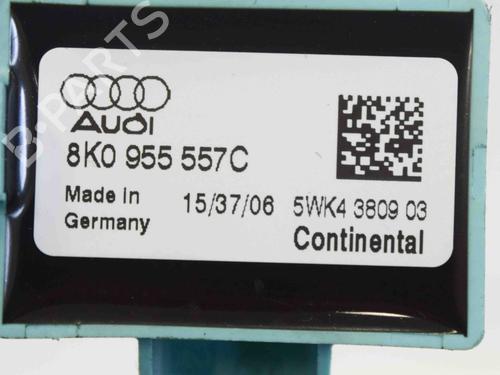 B-PARTS
Audi
8K0 955 557C
Made in Germany
15/37/06
5WK4 3809 03
Continental